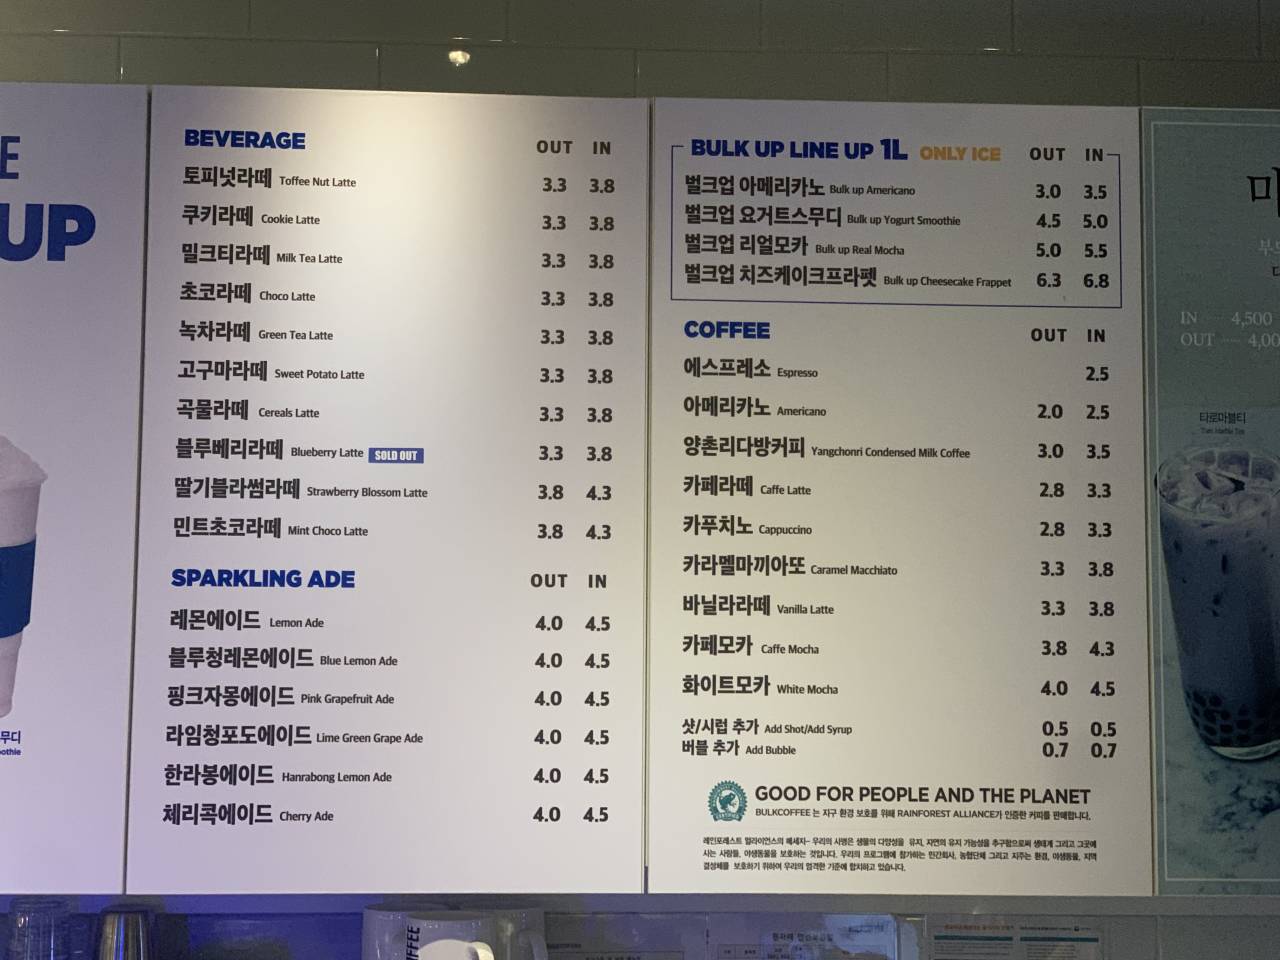 E
UP
무디
othie
BEVERAGE OUT IN
토피넛라떼 Toffee Nut Latte 3.3 3.8
쿠키라떼 Cookie Latte 3.3 3.8
밀크티라떼 Milk Tea Latte 3.3 3.8
초코라떼 Choco Latte 3.3 3.8
녹차라떼 Green Tea Latte 3.3 3.8
고구마라떼 Sweet Potato Latte 3.3 3.8
곡물라떼 Cereals Latte 3.3 3.8
블루베리라떼 Blueberry Latte SOLD OUT 3.3 3.8
딸기블라썸라떼 Strawberry Blossom Latte 3.8 4.3
민트초코라떼 Mint Choco Latte 3.8 4.3
SPARKLING ADE OUT IN
레몬에이드 Lemon Ade 4.0 4.5
블루청레몬에이드 Blue Lemon Ade 4.0 4.5
핑크자몽에이드 Pink Grapefruit Ade 4.0 4.5
라임청포도에이드 Lime Green Grape Ade 4.0 4.5
한라봉에이드 Hanrabong Lemon Ade 4.0 4.5
체리콕에이드 Cherry Ade 4.0 4.5
BULK UP LINE UP 1L ONLY ICE OUT IN
벌크업 아메리카노 Bulk up Americano 3.0 3.5
벌크업 요거트스무디 Bulk up Yogurt Smoothie 4.5 5.0
벌크업 리얼모카 Bulk up Real Mocha 5.0 5.5
벌크업 치즈케이크프라펫 Bulk up Cheesecake Frappet 6.3 6.8
COFFEE OUT IN
에스프레소 Espresso 2.5
아메리카노 Americano 2.0 2.5
양촌리다방커피 Yangchonri Condensed Milk Coffee 3.0 3.5
카페라떼 Caffe Latte 2.8 3.3
카푸치노 Cappuccino 2.8 3.3
카라멜마끼아또 Caramel Macchiato 3.3 3.8
바닐라라떼 Vanilla Latte 3.3 3.8
카페모카 Caffe Mocha 3.8 4.3
화이트모카 White Mocha 4.0 4.5
샷/시럽 추가 Add Shot/Add Syrup 0.5 0.5
버블 추가 Add Bubble 0.7 0.7
GOOD FOR PEOPLE AND THE PLANET
BULKCOFFEE 는 지구 환경 보호를 위해 RAINFOREST ALLIANCE가 인증한 커피를 판매합니다.
레인포레스트 얼라이언스의 메세지- 우리의 사명은 생물의 다양성을 유지, 자연의 유지 가능성을 추구함으로써 생태계 그리고 그곳에
사는 사람들, 야생동물을 보호하는 것입니다. 우리의 프로그램에 참가하는 민간회사, 농협단체 그리고 지주는 환경, 야생동물, 지역
결성체를 보호하기 위하여 우리의 엄격한 기준에 합치하고 있습니다.
IN 4,500
OUT 4,00
타로마블티